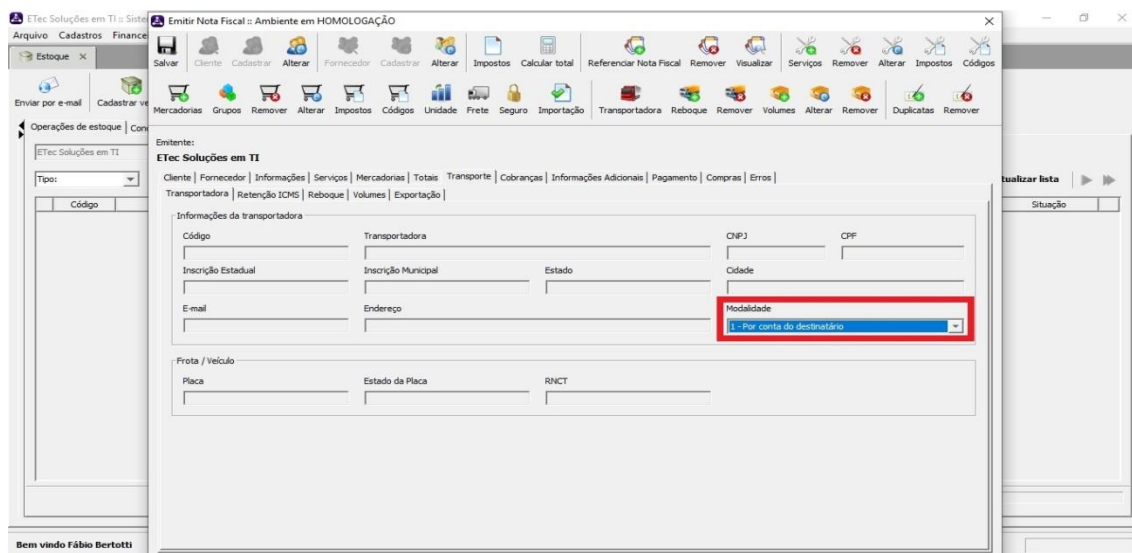 ETec Soluções em TI :: Siste
Emitir Nota Fiscal :: Ambiente em HOMOLOGAÇÃO
Arquivo Cadastros Finance
Estoque
Salvar Cliente Cadastrar Alterar Fornecedor Cadastrar Alterar Impostos Calcular total Referenciar Nota Fiscal Remover Visualizar Serviços Remover Alterar Impostos Códigos
Enviar por e-mail Cadastrar ve
Mercadorias Grupos Remover Alterar Impostos Códigos Unidade Frete Seguro Importação Transportadora Reboque Remover Volumes Alterar Remover Duplicatas Remover
Operações de estoque Con
Emitente:
ETec Soluções em TI
ETec Soluções em TI
Cliente Fornecedor Informações Serviços Mercadorias Totais Transporte Cobranças Informações Adicionais Pagamento Compras Erros
Tipo:
tualizar lista
Transportadora Retenção ICMS Reboque Volumes Exportação
Código
Situação
Informações da transportadora
Código Transportadora CNPJ CPF
Inscrição Estadual Inscrição Municipal Estado Cidade
E-mail Endereço Modalidade
1 - Por conta do destinatário
Frota / Veículo
Placa Estado da Placa RNCT
Bem vindo Fábio Bertotti